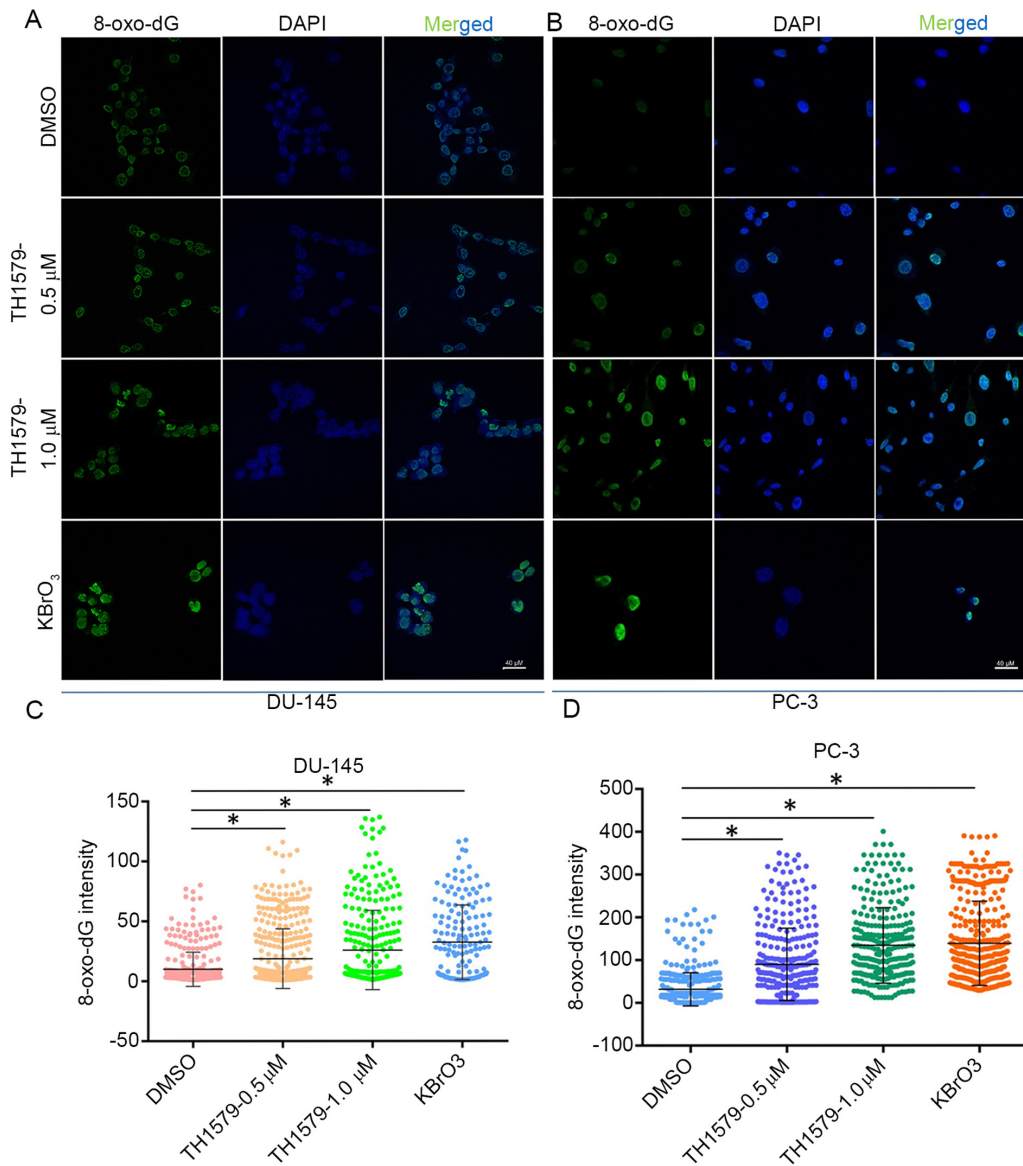 A
8-oxo-dG DAPI Merged
B
8-oxo-dG DAPI Merged
DMSO
TH1579-
0.5 µM
TH1579-
1.0 µM
KBrO3
40 µM
40 µM
DU-145
PC-3
C
DU-145
8-oxo-dG intensity
150
100
50
0
-50
*
*
*
DMSO
TH1579-0.5 µM
TH1579-1.0 µM
KBrO3
D
PC-3
8-oxo-dG intensity
500
400
300
200
100
0
-100
*
*
*
DMSO
TH1579-0.5 µM
TH1579-1.0 µM
KBrO3